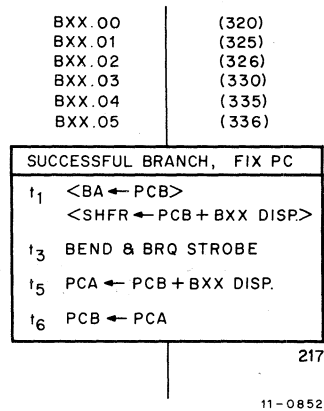 BXX.00 (320)
BXX.01 (325)
BXX.02 (326)
BXX.03 (330)
BXX.04 (335)
BXX.05 (336)
SUCCESSFUL BRANCH, FIX PC
t1 <BA ← PCB>
<SHFR ← PCB + BXX DISP.>
t3 BEND & BRQ STROBE
t5 PCA ← PCB + BXX DISP.
t6 PCB ← PCA
217
11-0852